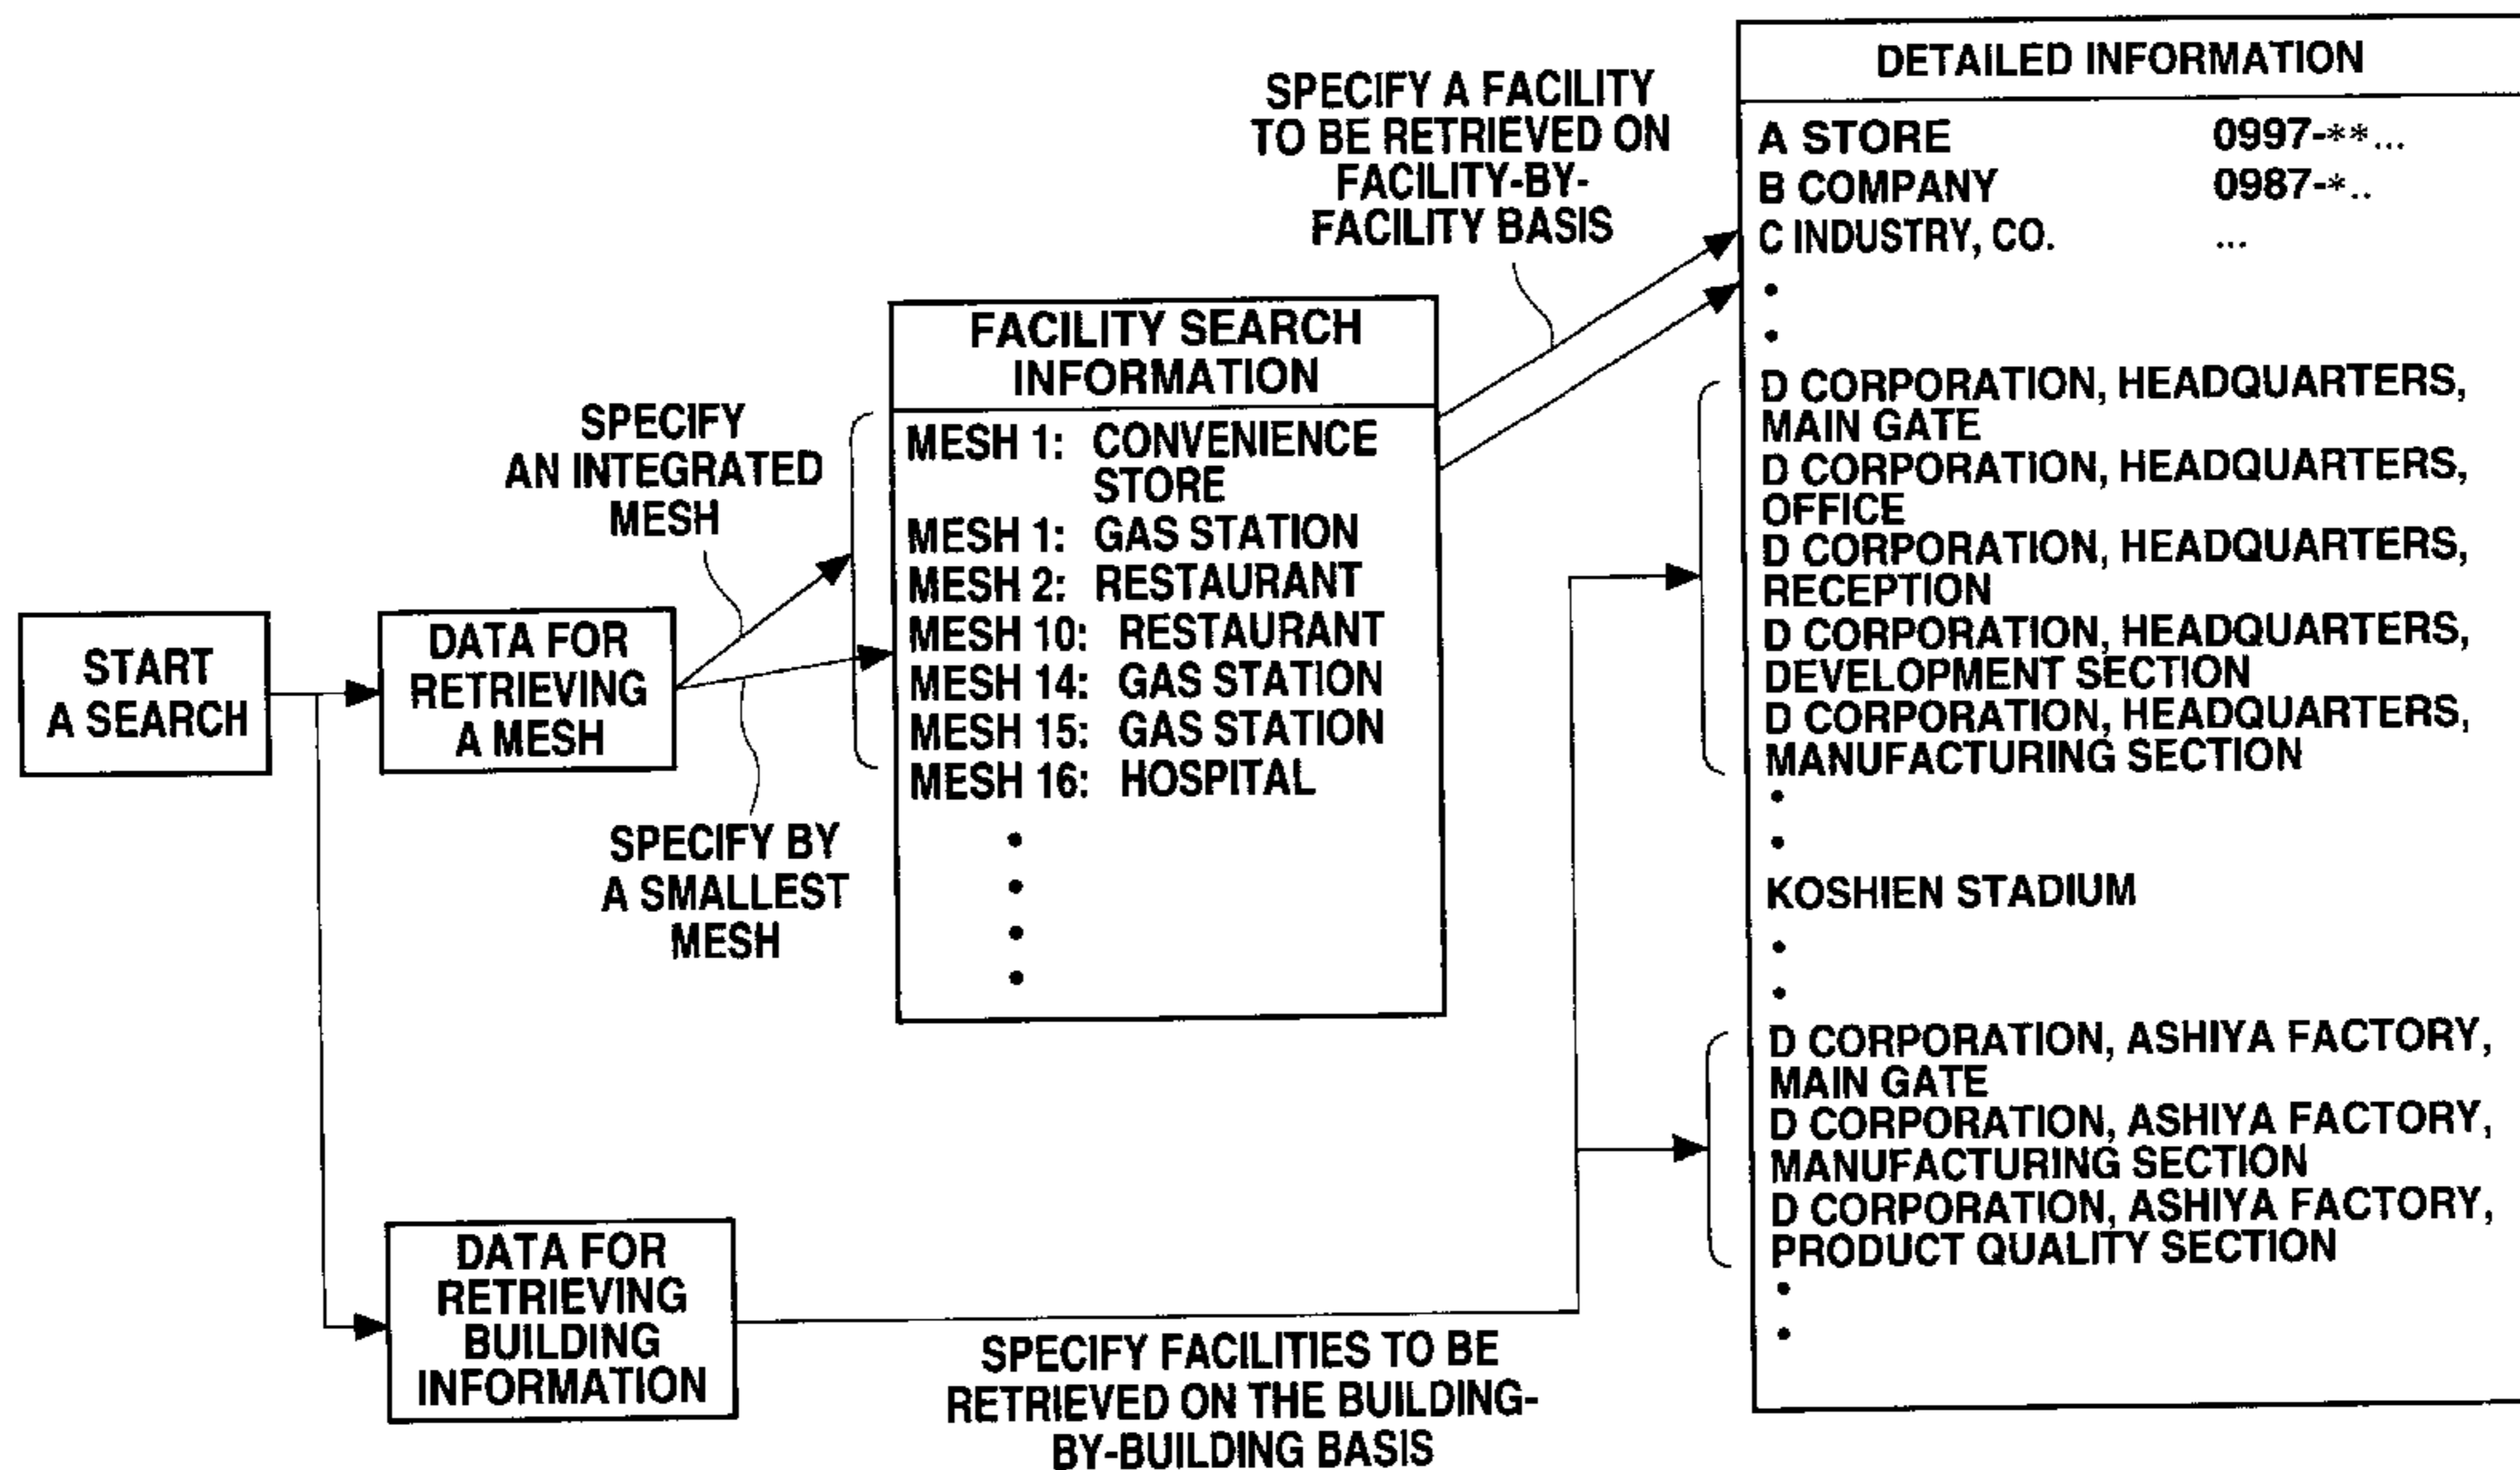 START
A SEARCH
DATA FOR
RETRIEVING
A MESH
SPECIFY
AN INTEGRATED
MESH
SPECIFY BY
A SMALLEST
MESH
FACILITY SEARCH
INFORMATION
MESH 1: CONVENIENCE
STORE
MESH 1: GAS STATION
MESH 2: RESTAURANT
MESH 10: RESTAURANT
MESH 14: GAS STATION
MESH 15: GAS STATION
MESH 16: HOSPITAL
SPECIFY A FACILITY
TO BE RETRIEVED ON
FACILITY-BY-
FACILITY BASIS
DATA FOR
RETRIEVING
BUILDING
INFORMATION
SPECIFY FACILITIES TO BE
RETRIEVED ON THE BUILDING-
BY-BUILDING BASIS
DETAILED INFORMATION
A STORE 0997-**...
B COMPANY 0987-*..
C INDUSTRY, CO. ...
D CORPORATION, HEADQUARTERS,
MAIN GATE
D CORPORATION, HEADQUARTERS,
OFFICE
D CORPORATION, HEADQUARTERS,
RECEPTION
D CORPORATION, HEADQUARTERS,
DEVELOPMENT SECTION
D CORPORATION, HEADQUARTERS,
MANUFACTURING SECTION
KOSHIEN STADIUM
D CORPORATION, ASHIYA FACTORY,
MAIN GATE
D CORPORATION, ASHIYA FACTORY,
MANUFACTURING SECTION
D CORPORATION, ASHIYA FACTORY,
PRODUCT QUALITY SECTION